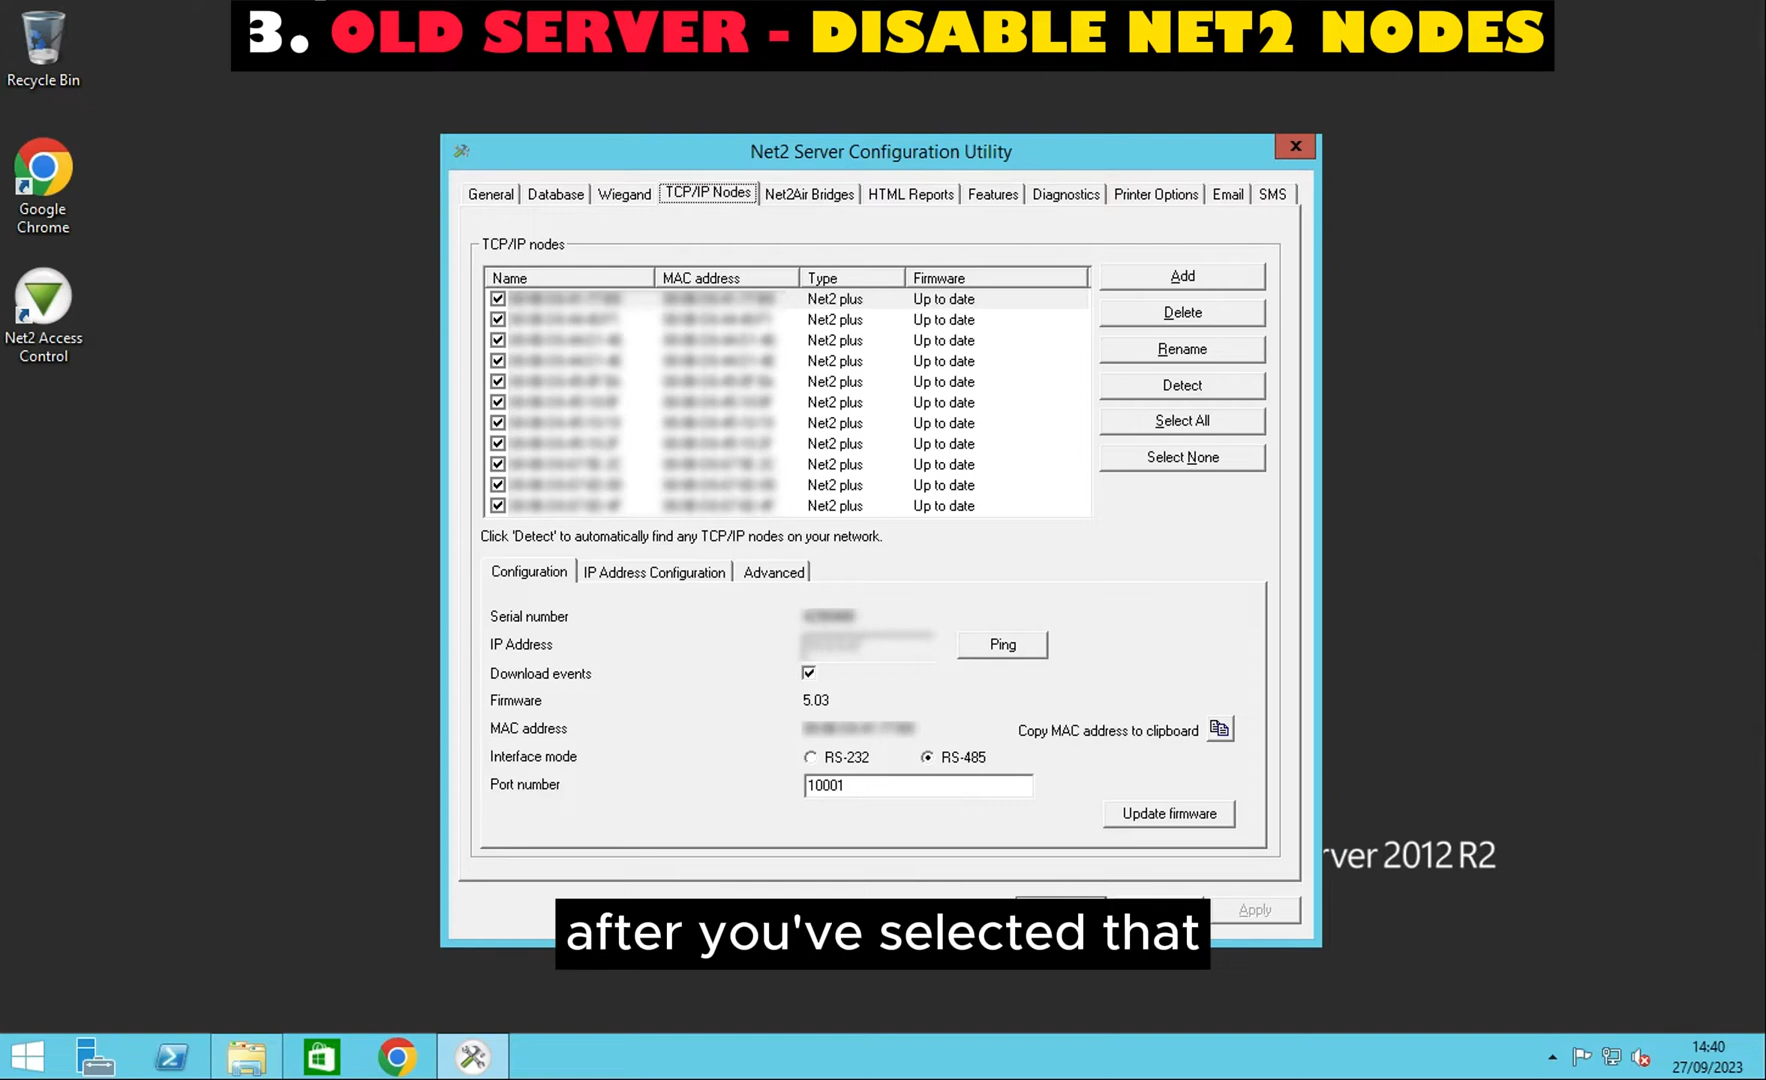 3. OLD SERVER - DISABLE NET2 NODES
Recycle Bin
Google
Chrome
Net2 Access
Control
Net2 Server Configuration Utility
x
General Database Wiegand TCP/IP Nodes Net2Air Bridges HTML Reports Features Diagnostics Printer Options Email SMS
TCP/IP nodes
Name MAC address Type Firmware
Net2 plus Up to date
Net2 plus Up to date
Net2 plus Up to date
Net2 plus Up to date
Net2 plus Up to date
Net2 plus Up to date
Net2 plus Up to date
Net2 plus Up to date
Net2 plus Up to date
Net2 plus Up to date
Net2 plus Up to date
Add
Delete
Rename
Detect
Select All
Select None
Click 'Detect' to automatically find any TCP/IP nodes on your network.
Configuration IP Address Configuration Advanced
Serial number
IP Address Ping
Download events
Firmware 5.03
MAC address Copy MAC address to clipboard
Interface mode RS-232 RS-485
Port number 10001
Update firmware
rver 2012 R2
Apply
after you've selected that
14:40
27/09/2023